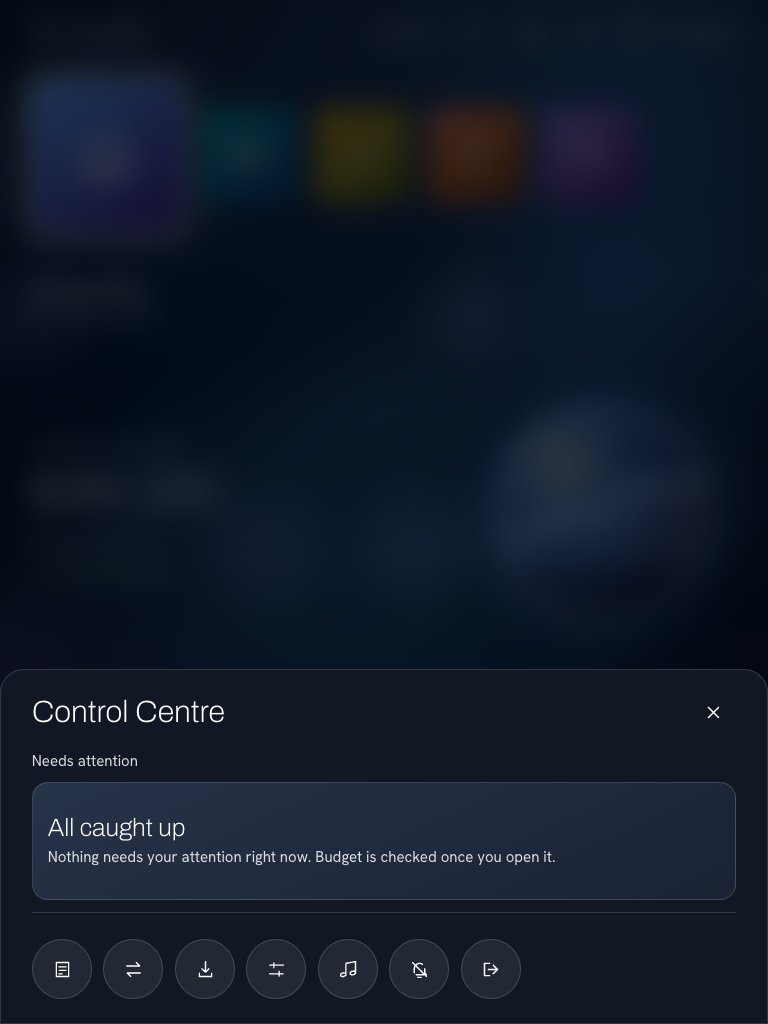 Control Centre
Needs attention
All caught up
Nothing needs your attention right now. Budget is checked once you open it.